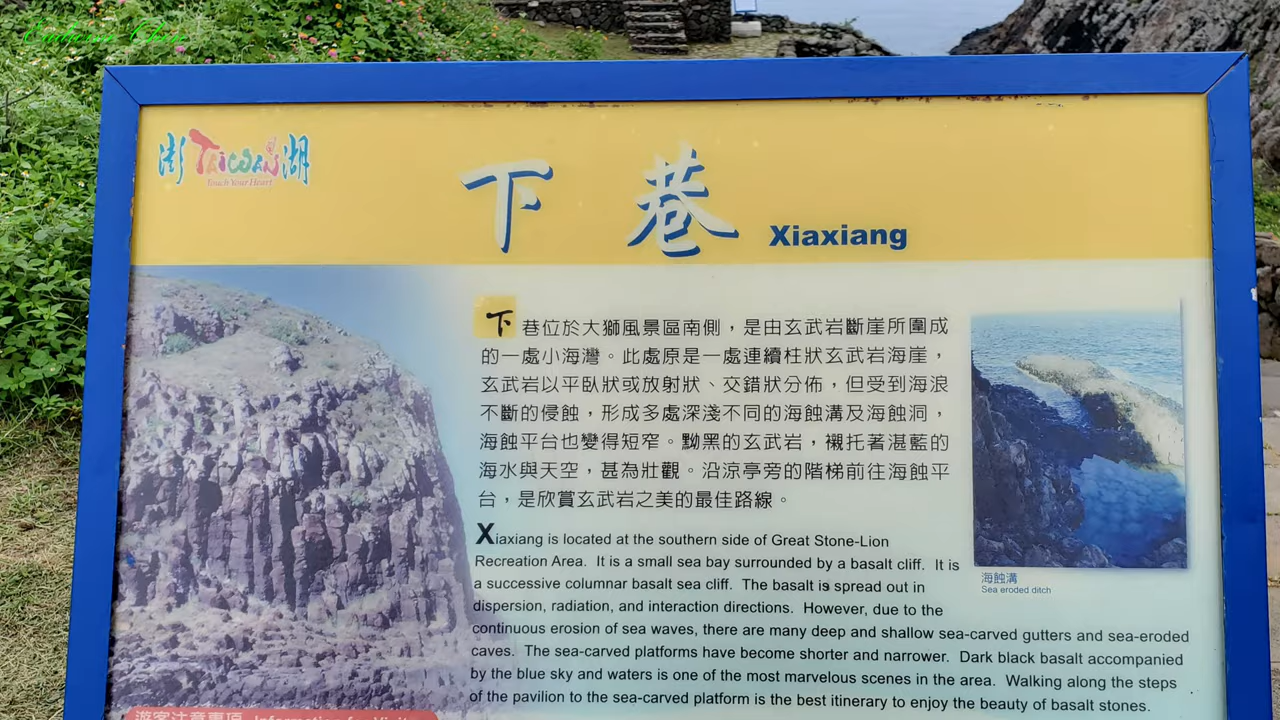 澎 TAIWAN 湖
Touch Your Heart
下巷 Xiaxiang
下巷位於大獅風景區南側，是由玄武岩斷崖所圍成
的一處小海灣。此處原是一處連續柱狀玄武岩海崖，
玄武岩以平臥狀或放射狀、交錯狀分佈，但受到海浪
不斷的侵蝕，形成多處深淺不同的海蝕溝及海蝕洞，
海蝕平台也變得短窄。黝黑的玄武岩，襯托著湛藍的
海水與天空，甚為壯觀。沿涼亭旁的階梯前往海蝕平
台，是欣賞玄武岩之美的最佳路線。
Xiaxiang is located at the southern side of Great Stone-Lion
Recreation Area. It is a small sea bay surrounded by a basalt cliff. It is
a successive columnar basalt sea cliff. The basalt is spread out in
dispersion, radiation, and interaction directions. However, due to the
continuous erosion of sea waves, there are many deep and shallow sea-carved gutters and sea-eroded
caves. The sea-carved platforms have become shorter and narrower. Dark black basalt accompanied
by the blue sky and waters is one of the most marvelous scenes in the area. Walking along the steps
of the pavilion to the sea-carved platform is the best itinerary to enjoy the beauty of basalt stones.
海蝕溝
Sea eroded ditch
遊客注意事項 Information for